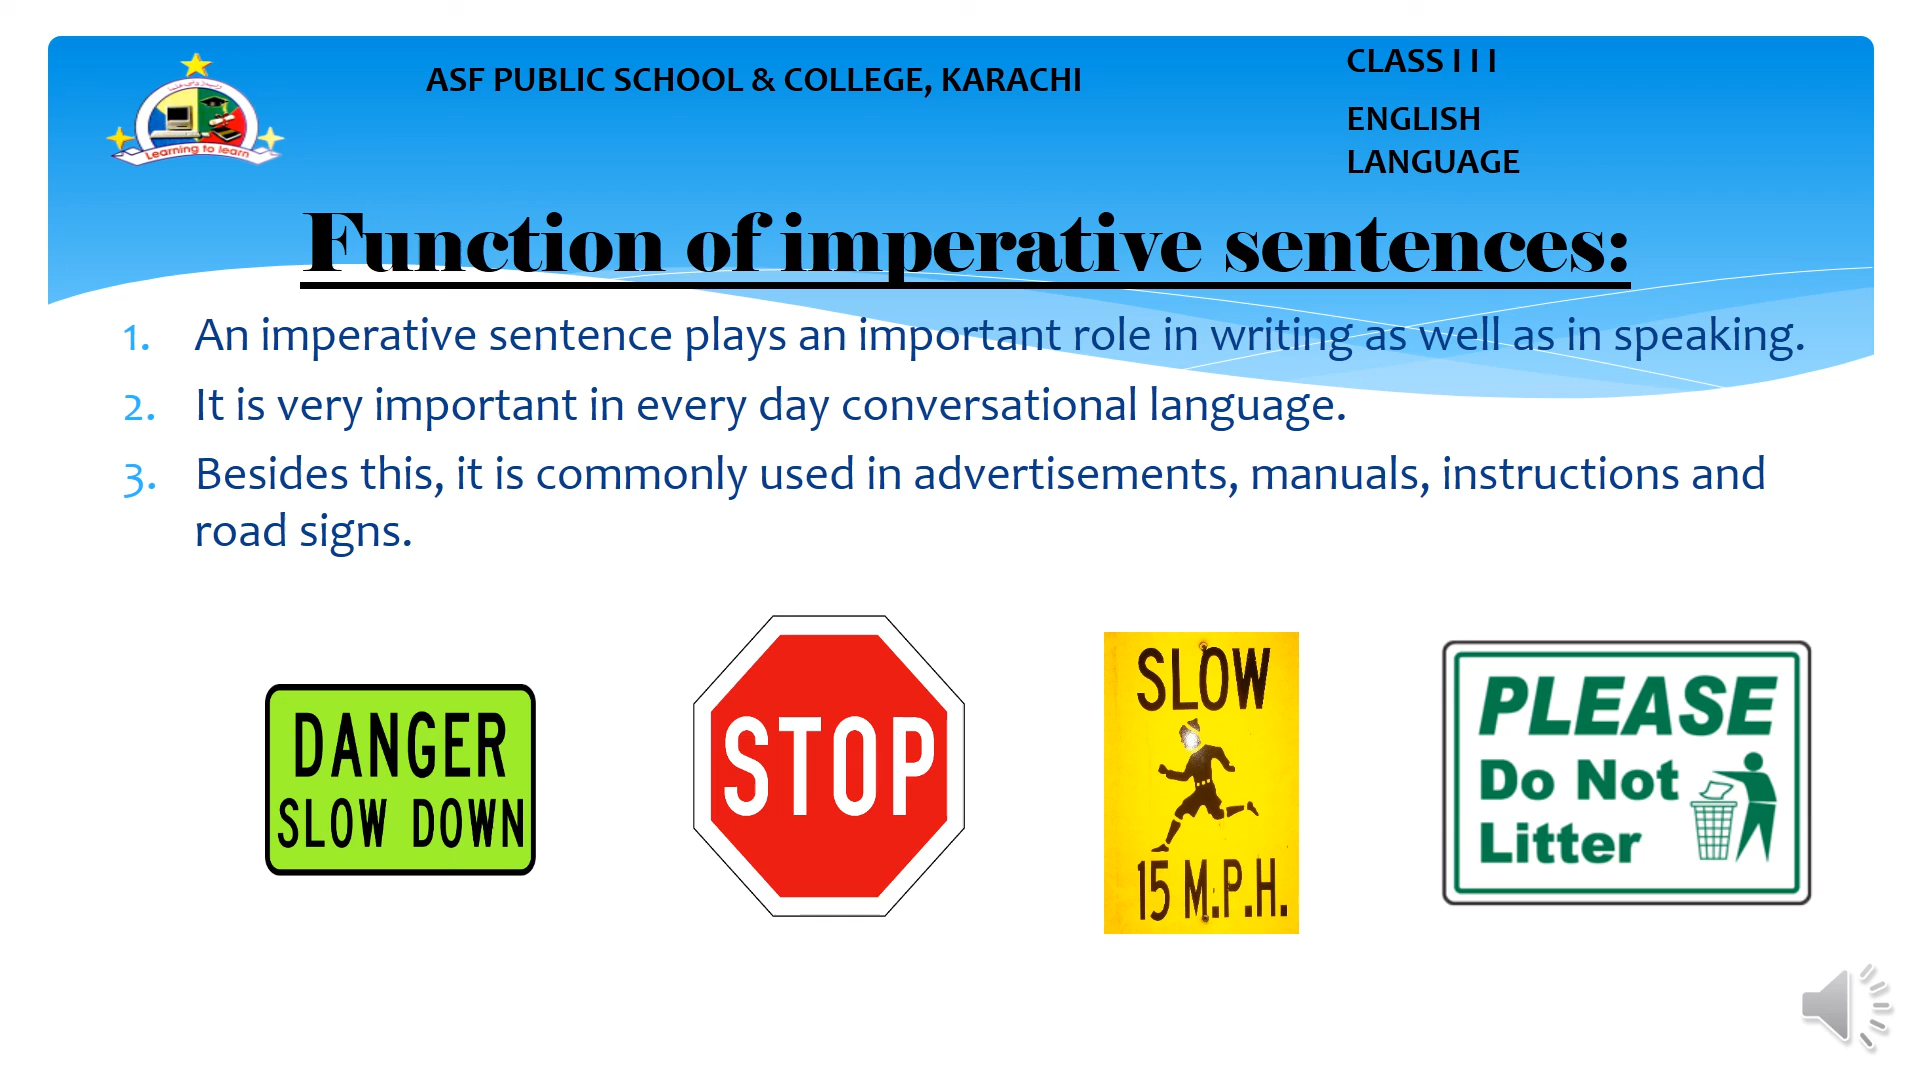 ASF PUBLIC SCHOOL & COLLEGE, KARACHI
CLASS I I I
ENGLISH
LANGUAGE
Learning to learn
Function of imperative sentences:
1. An imperative sentence plays an important role in writing as well as in speaking.
2. It is very important in every day conversational language.
3. Besides this, it is commonly used in advertisements, manuals, instructions and
road signs.
DANGER
SLOW DOWN
STOP
SLOW
15 M.P.H.
PLEASE
Do Not
Litter